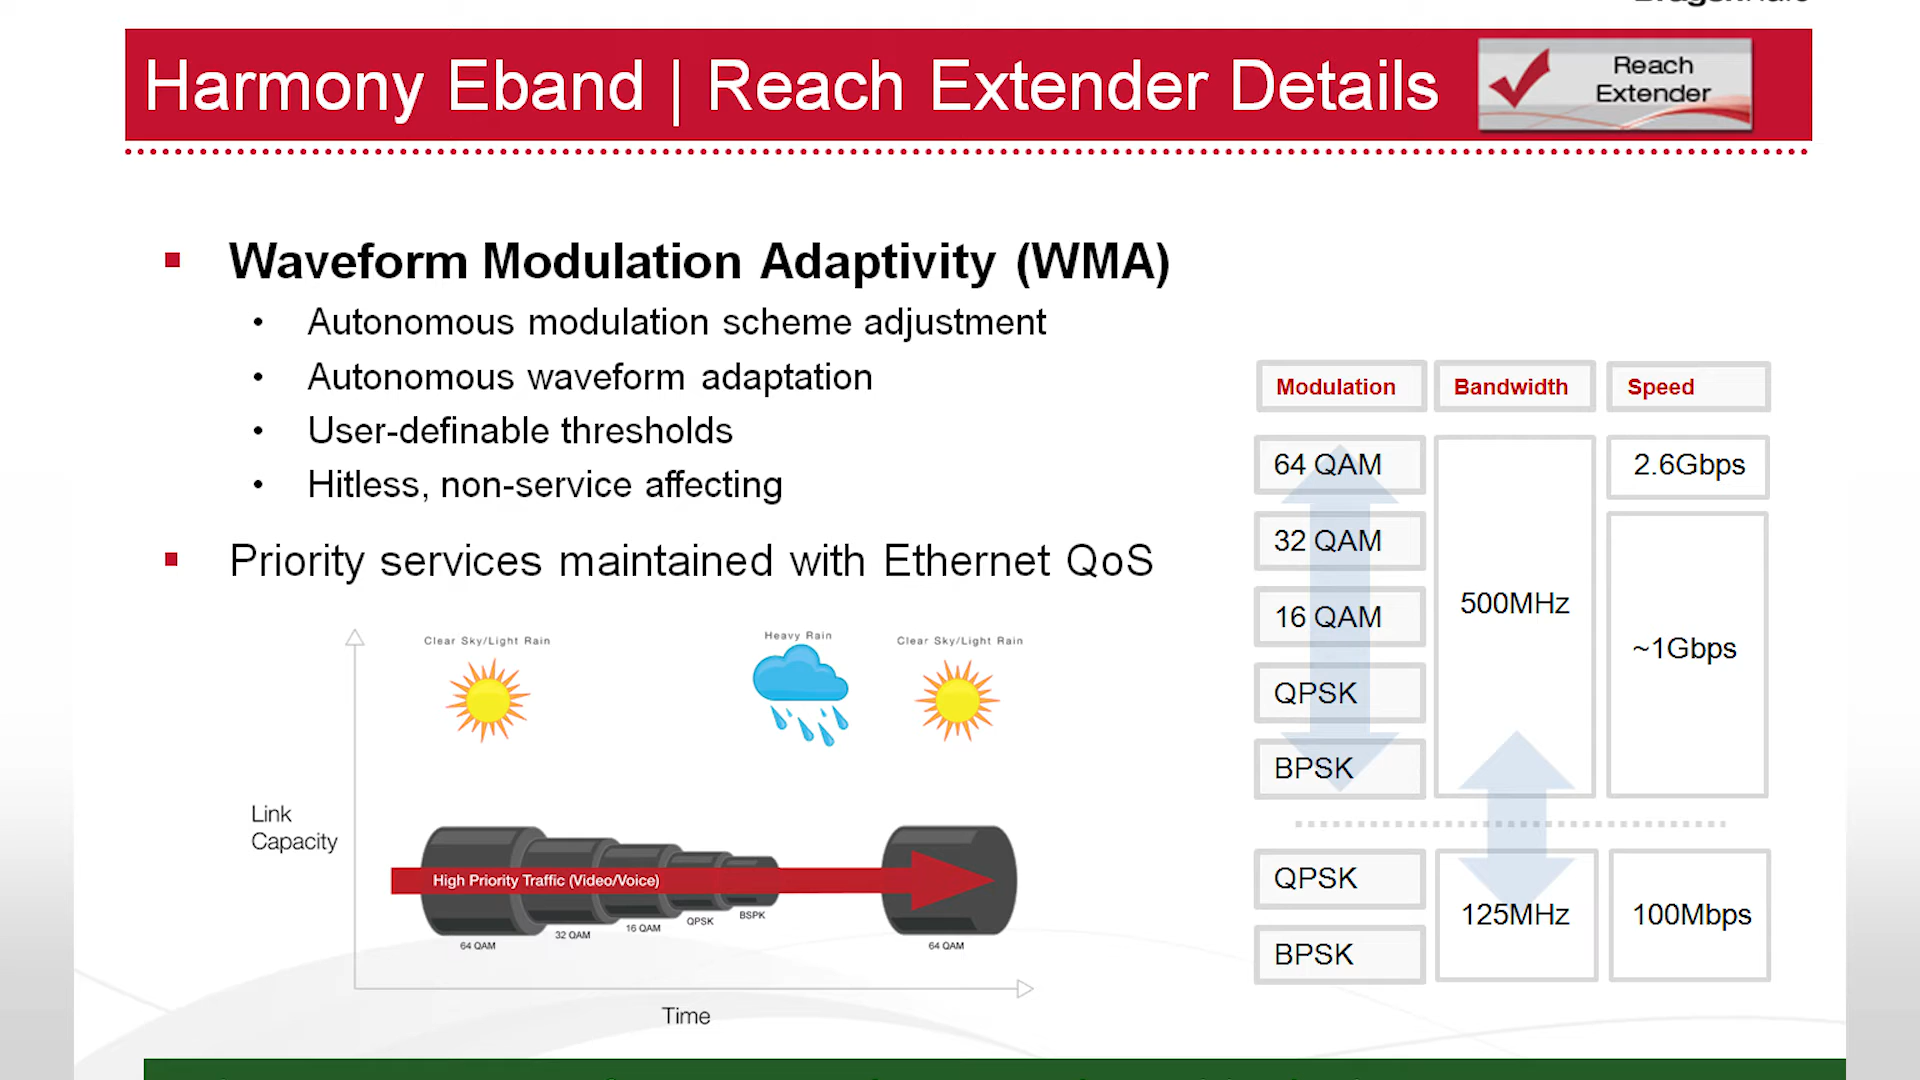 Harmony Eband | Reach Extender Details
Reach
Extender
Waveform Modulation Adaptivity (WMA)
• Autonomous modulation scheme adjustment
• Autonomous waveform adaptation
• User-definable thresholds
• Hitless, non-service affecting
Priority services maintained with Ethernet QoS
Clear Sky/Light Rain
Heavy Rain
Clear Sky/Light Rain
Link
Capacity
High Priority Traffic (Video/Voice)
64 QAM
32 QAM
16 QAM
QPSK
BSPK
64 QAM
Time
Modulation Bandwidth Speed
64 QAM
32 QAM
16 QAM
QPSK
BPSK
500MHz
2.6Gbps
~1Gbps
QPSK
BPSK
125MHz
100Mbps